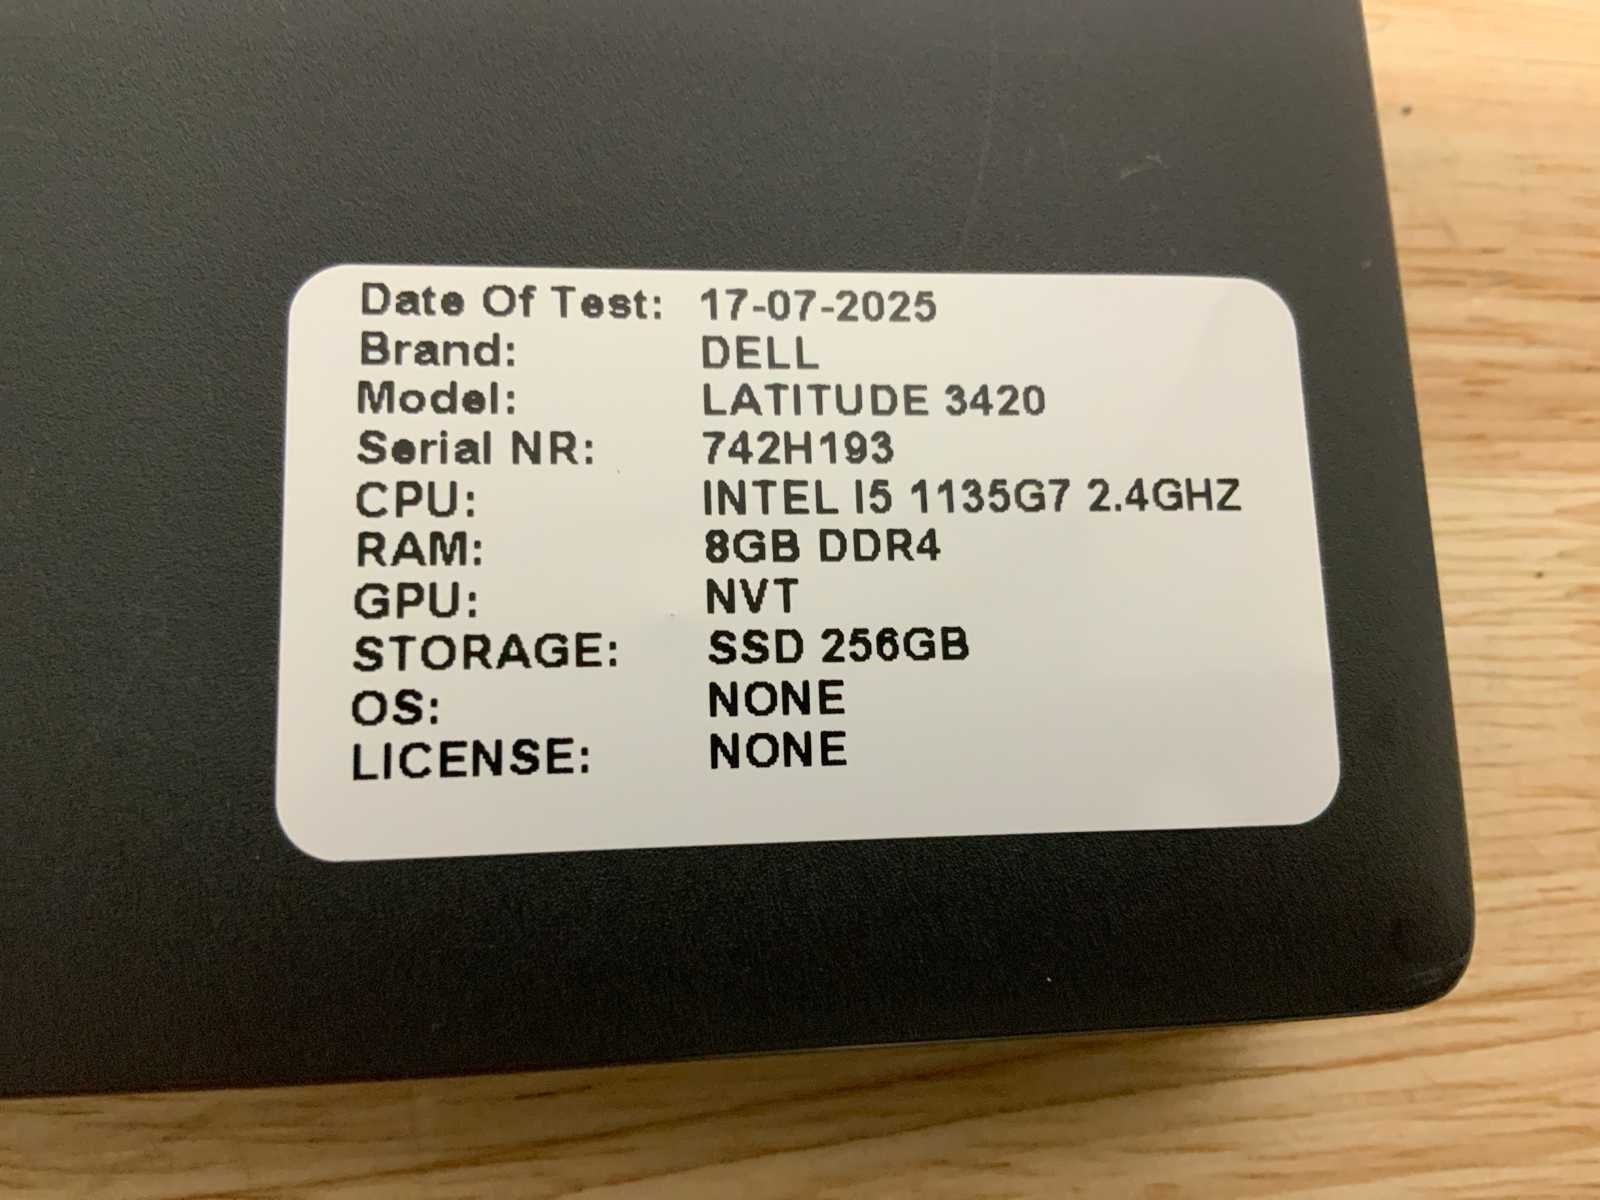 Date Of Test: 17-07-2025
Brand: DELL
Model: LATITUDE 3420
Serial NR: 742H193
CPU: INTEL I5 1135G7 2.4GHZ
RAM: 8GB DDR4
GPU: NVT
STORAGE: SSD 256GB
OS: NONE
LICENSE: NONE